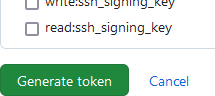 write:ssh_signing_key
read:ssh_signing_key
Generate token Cancel